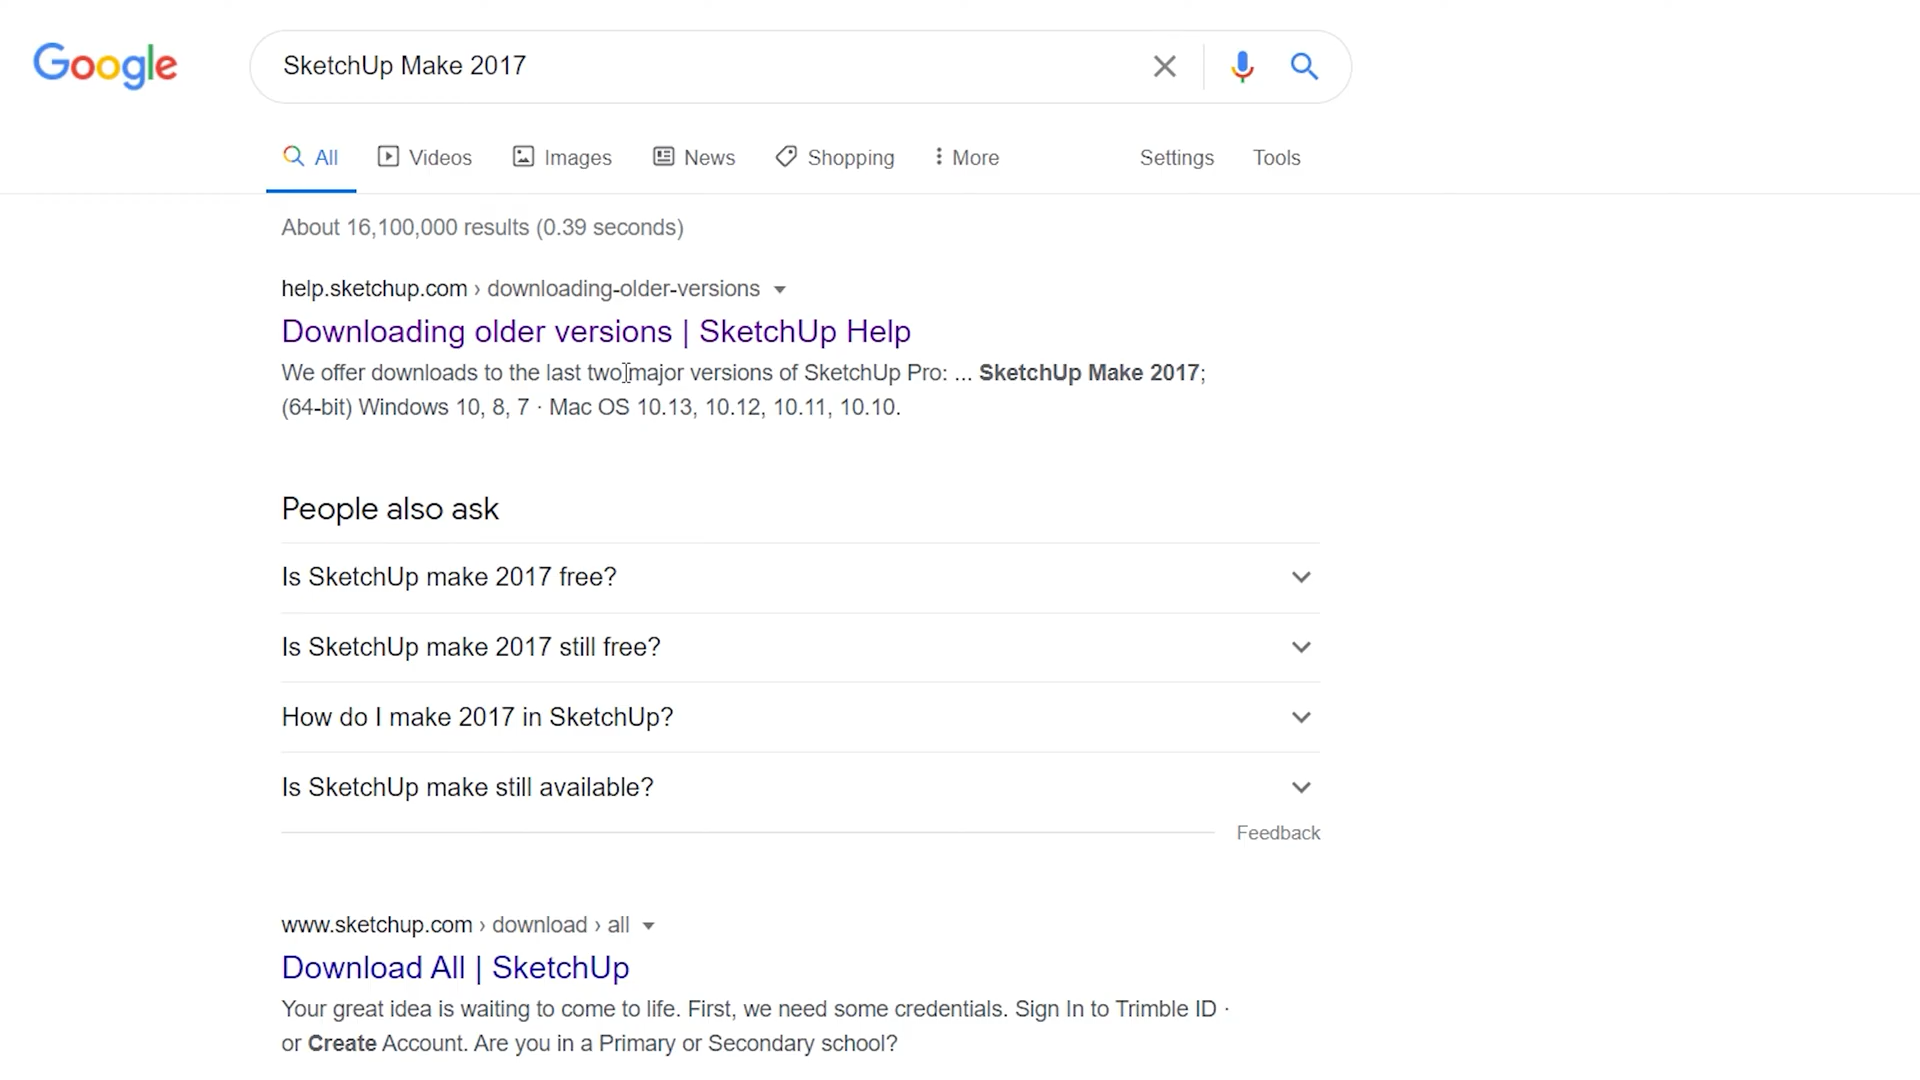 Google
SketchUp Make 2017
All Videos Images News Shopping More Settings Tools
About 16,100,000 results (0.39 seconds)
help.sketchup.com › downloading-older-versions
Downloading older versions | SketchUp Help
We offer downloads to the last two major versions of SketchUp Pro: ... SketchUp Make 2017;
(64-bit) Windows 10, 8, 7 · Mac OS 10.13, 10.12, 10.11, 10.10.
People also ask
Is SketchUp make 2017 free?
Is SketchUp make 2017 still free?
How do I make 2017 in SketchUp?
Is SketchUp make still available?
Feedback
www.sketchup.com › download › all
Download All | SketchUp
Your great idea is waiting to come to life. First, we need some credentials. Sign In to Trimble ID ·
or Create Account. Are you in a Primary or Secondary school?